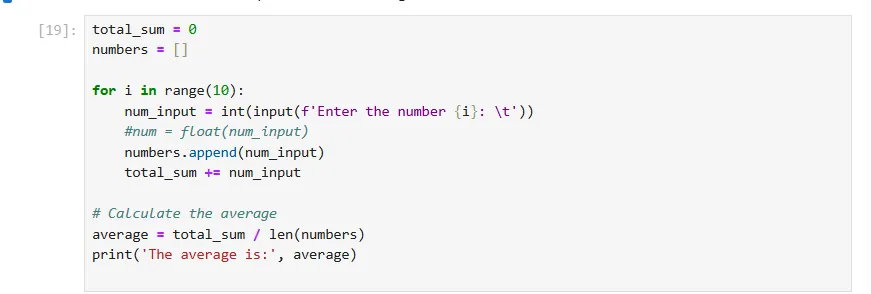 [19]: total_sum = 0
numbers = []
for i in range(10):
num_input = int(input(f'Enter the number {i}: \t'))
#num = float(num_input)
numbers.append(num_input)
total_sum += num_input
# Calculate the average
average = total_sum / len(numbers)
print('The average is:', average)